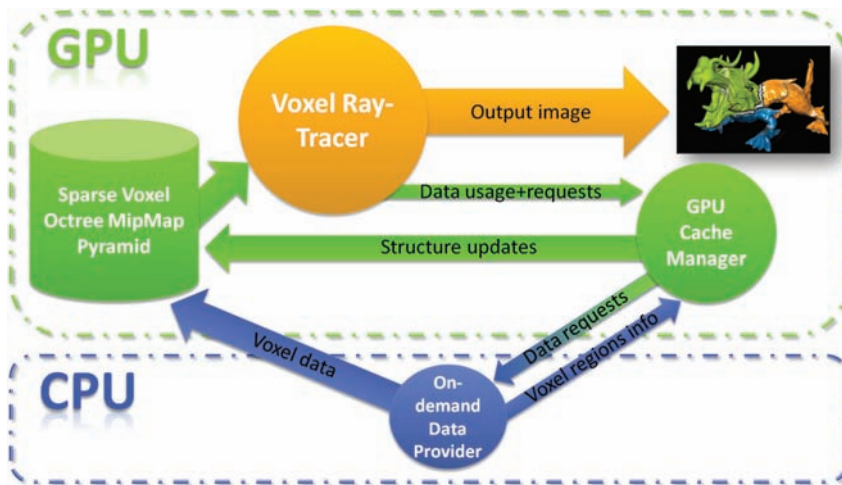 GPU
Voxel Ray-
Tracer
Output image
Sparse Voxel
Octree MipMap
Pyramid
Data usage+requests
GPU
Cache
Manager
Structure updates
Data requests
Voxel regions info
Voxel data
CPU
On-
demand
Data
Provider